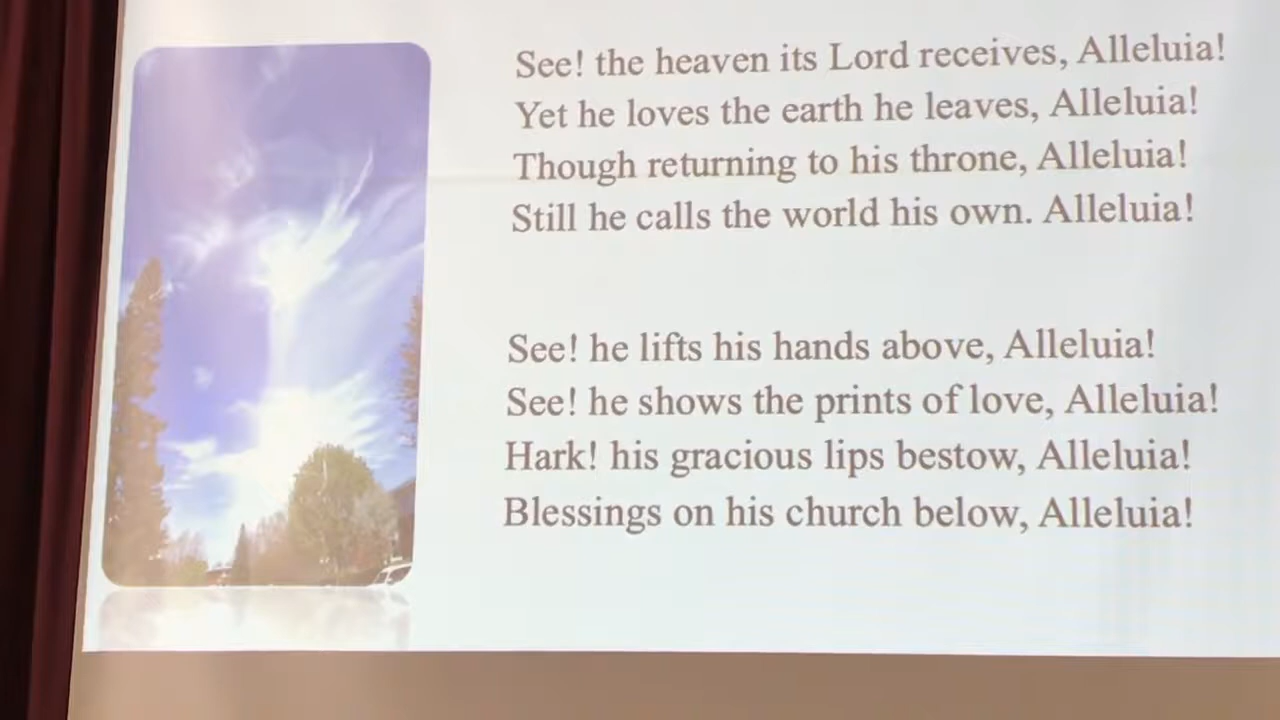 See! the heaven its Lord receives, Alleluia!
Yet he loves the earth he leaves, Alleluia!
Though returning to his throne, Alleluia!
Still he calls the world his own. Alleluia!
See! he lifts his hands above, Alleluia!
See! he shows the prints of love, Alleluia!
Hark! his gracious lips bestow, Alleluia!
Blessings on his church below, Alleluia!